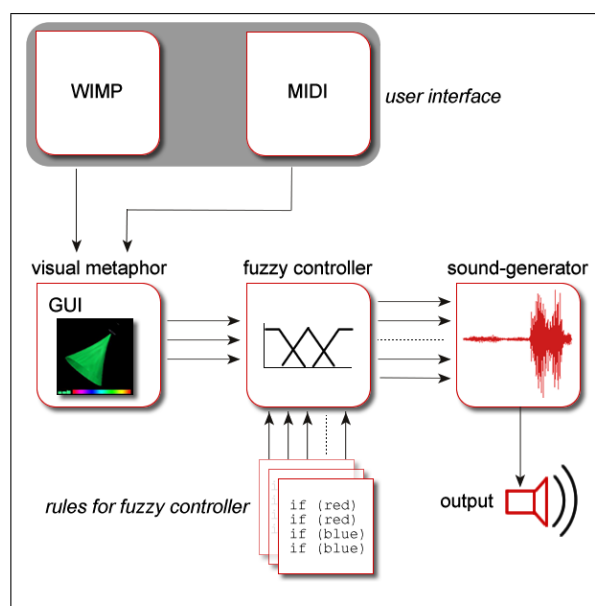 WIMP
MIDI
user interface
visual metaphor
fuzzy controller
sound-generator
GUI
rules for fuzzy controller
if (red)
if (red)
if (blue)
if (blue)
output